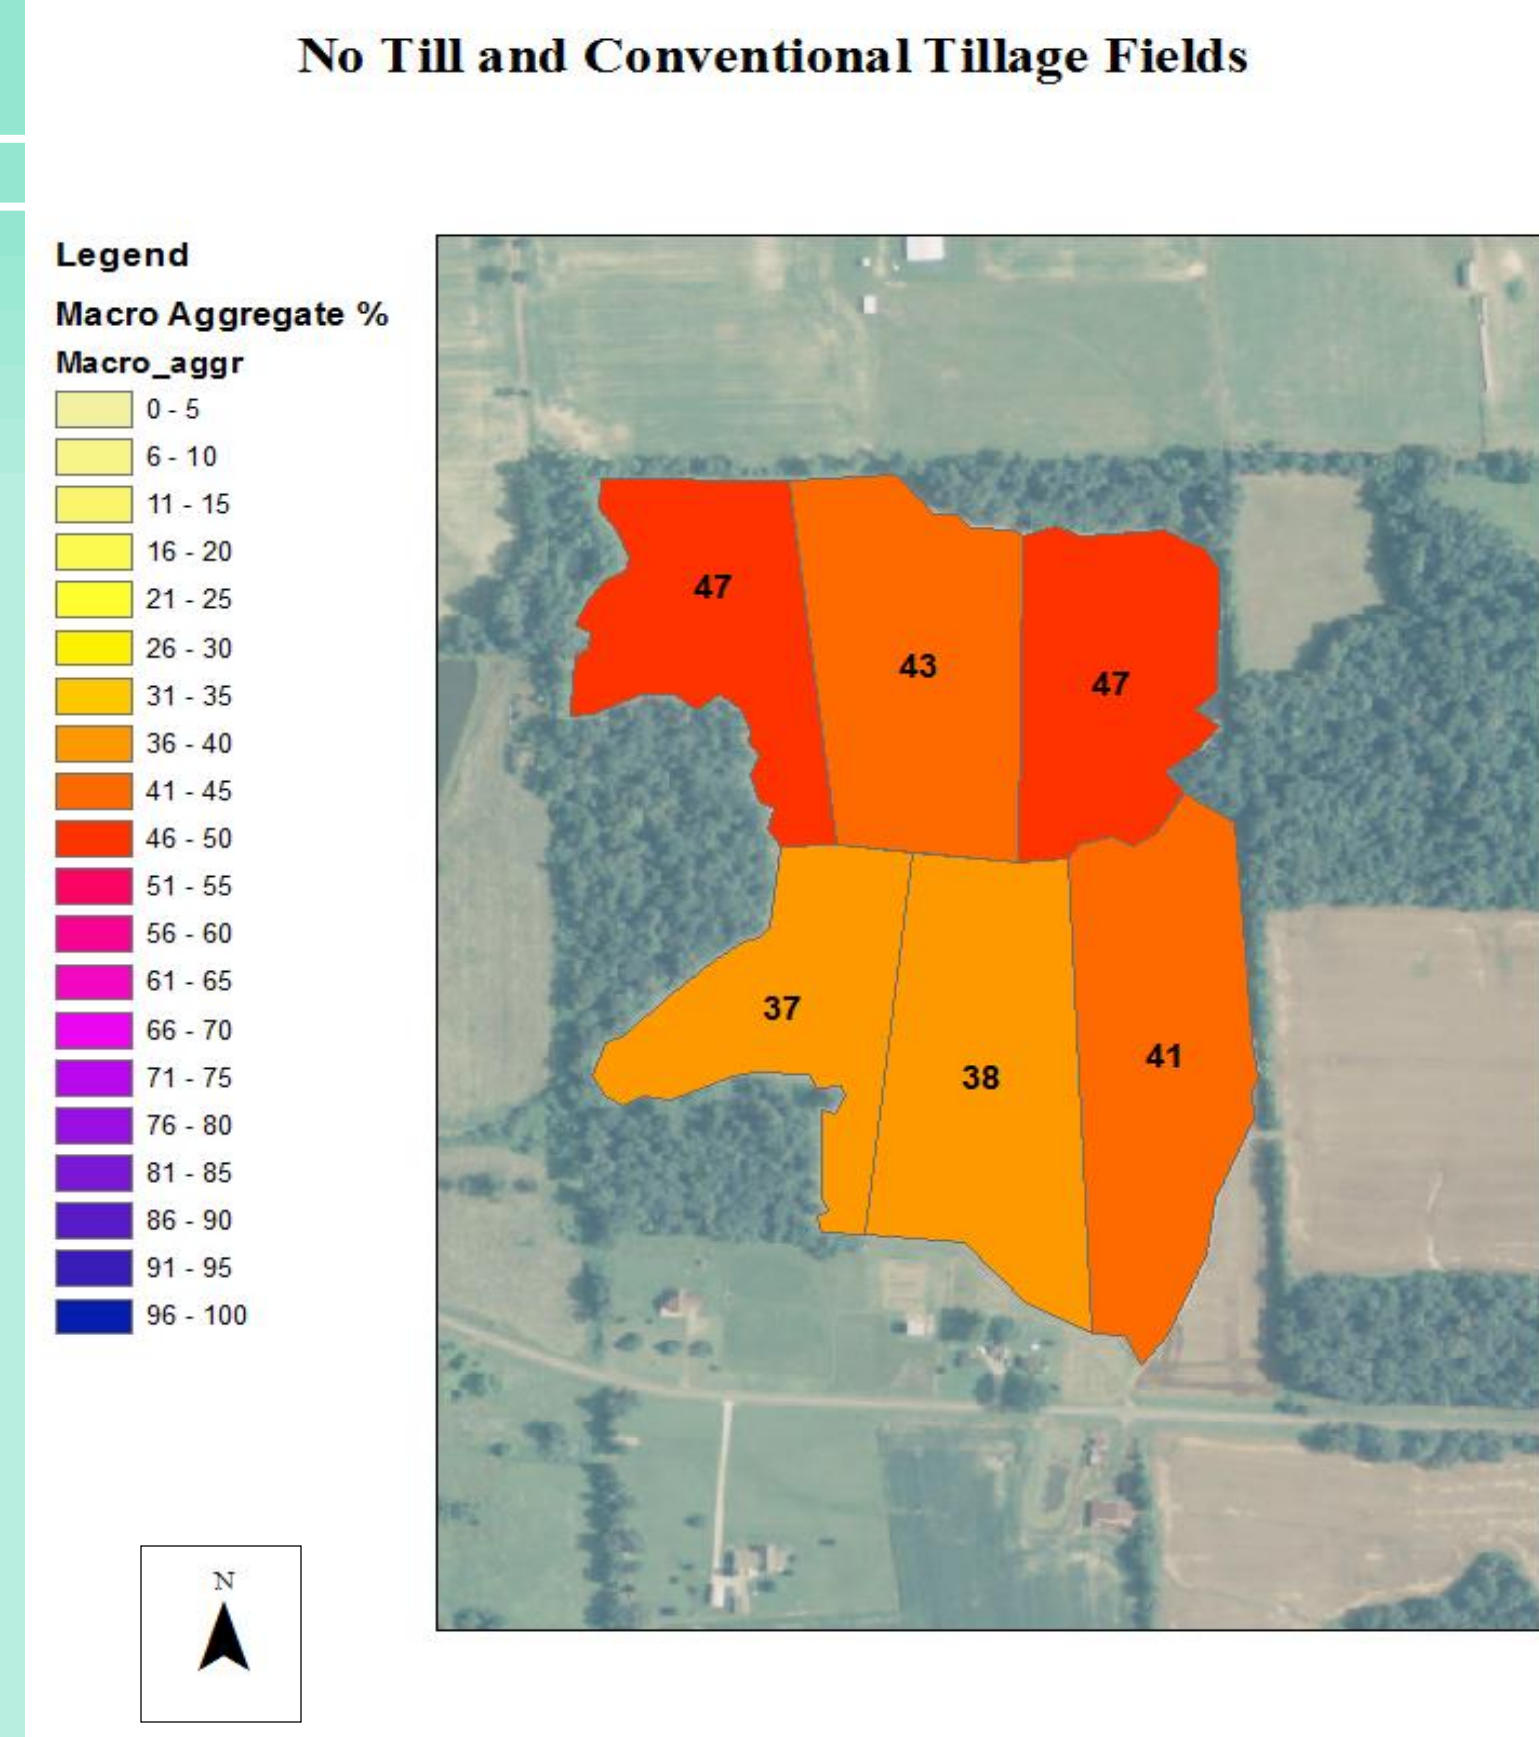 No Till and Conventional Tillage Fields
Legend
Macro Aggregate %
Macro_aggr
0 - 5
6 - 10
11 - 15
16 - 20
21 - 25
26 - 30
31 - 35
36 - 40
41 - 45
46 - 50
51 - 55
56 - 60
61 - 65
66 - 70
71 - 75
76 - 80
81 - 85
86 - 90
91 - 95
96 - 100
47
43
47
37
38
41
N